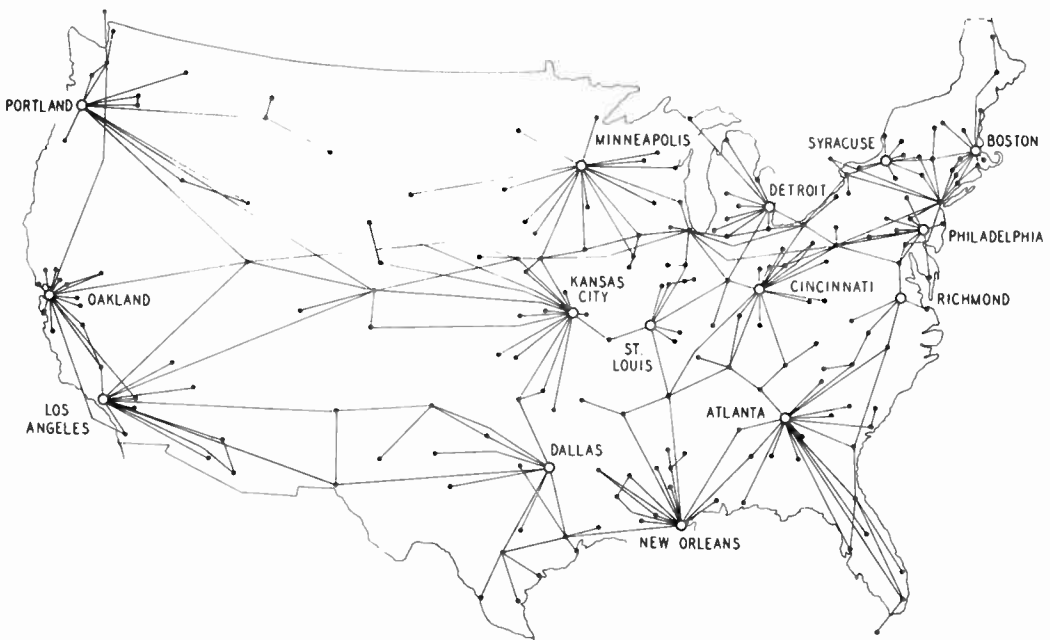 PORTLAND
MINNEAPOLIS
SYRACUSE
BOSTON
DETROIT
PHILADELPHIA
OAKLAND
KANSAS
CITY
CINCINNATI
RICHMOND
ST.
LOUIS
LOS
ANGELES
ATLANTA
DALLAS
NEW ORLEANS